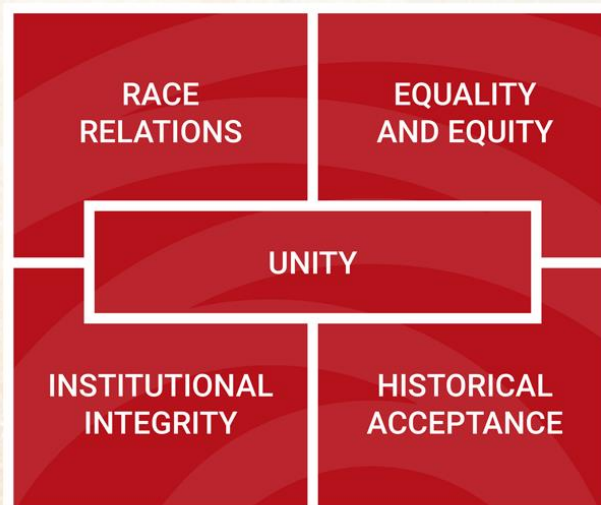 RACE
RELATIONS
EQUALITY
AND EQUITY
UNITY
INSTITUTIONAL
INTEGRITY
HISTORICAL
ACCEPTANCE